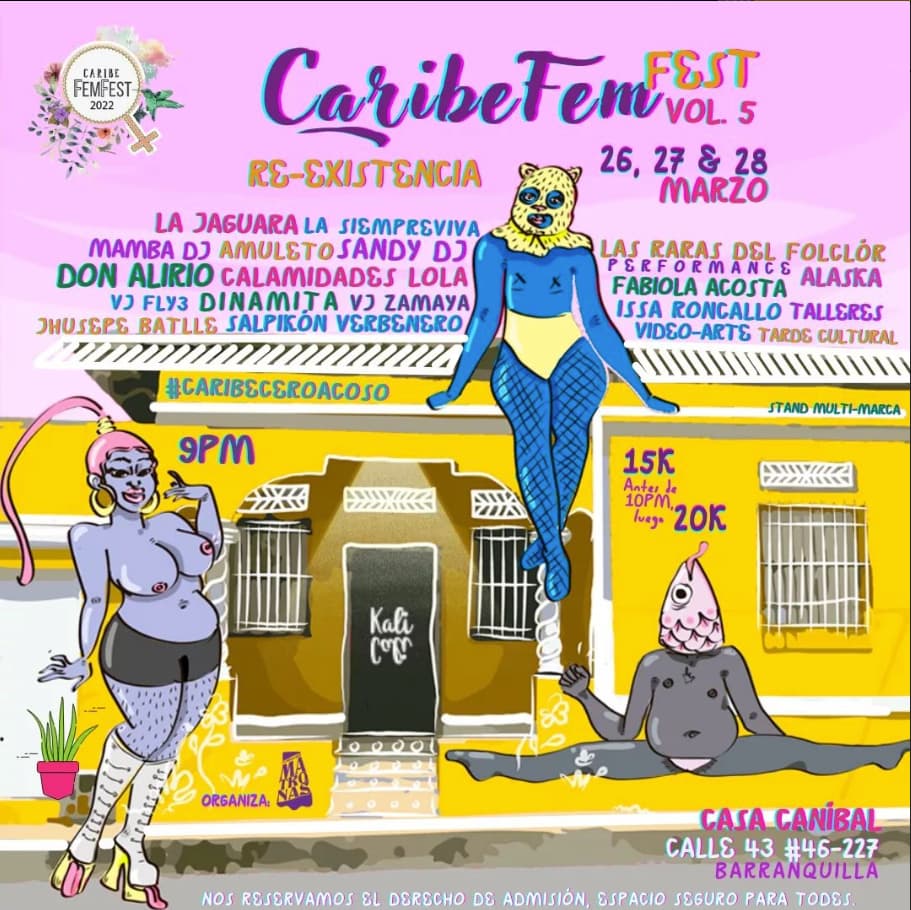 CARIBE
FEMFEST
2022
CaribeFem FEST
VOL. 5
RE-EXISTENCIA
26, 27 & 28
MARZO
LA JAGUARA LA SIEMPREVIVA
MAMBA DJ AMULETO SANDY DJ
DON ALIRIO CALAMIDADES LOLA
VJ FLY3 DINAMITA VJ ZAMAYA
JHUSEPE BATLLE SALPIKÓN VERBENERO
LAS RARAS DEL FOLCLÓR
PERFORMANCE ALASKA
FABIOLA ACOSTA
ISSA RONCALLO TALLERES
VIDEO-ARTE TARDE CULTURAL
#CARIBECEROACOSO
STAND MULTI-MARCA
9PM
15K
Antes de
10PM,
luego 20K
Kali
CoCo
ORGANIZA:
MATRONAS
CASA CANÍBAL
CALLE 43 #46-227
BARRANQUILLA
NOS RESERVAMOS EL DERECHO DE ADMISIÓN, ESPACIO SEGURO PARA TODES.